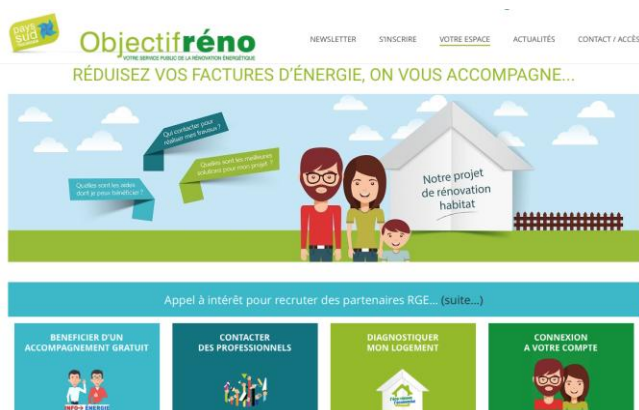 pays
sud
Objectifréno
VOTRE SERVICE PUBLIC DE LA RÉNOVATION ÉNERGÉTIQUE
NEWSLETTER
S'INSCRIRE
VOTRE ESPACE
ACTUALITÉS
CONTACT / ACCÈS
RÉDUISEZ VOS FACTURES D'ÉNERGIE, ON VOUS ACCOMPAGNE...
Qui contacter pour
réaliser mes travaux ?
Quelles sont les meilleures
solutions pour mon projet ?
Quelles sont les aides
dont je peux bénéficier ?
Notre projet
de rénovation
habitat
Appel à intérêt pour recruter des partenaires RGE... (suite...)
BENEFICIER D'UN
ACCOMPAGNEMENT GRATUIT
CONTACTER
DES PROFESSIONNELS
DIAGNOSTIQUER
MON LOGEMENT
CONNEXION
A VOTRE COMPTE
INFO→ ÉNERGIE